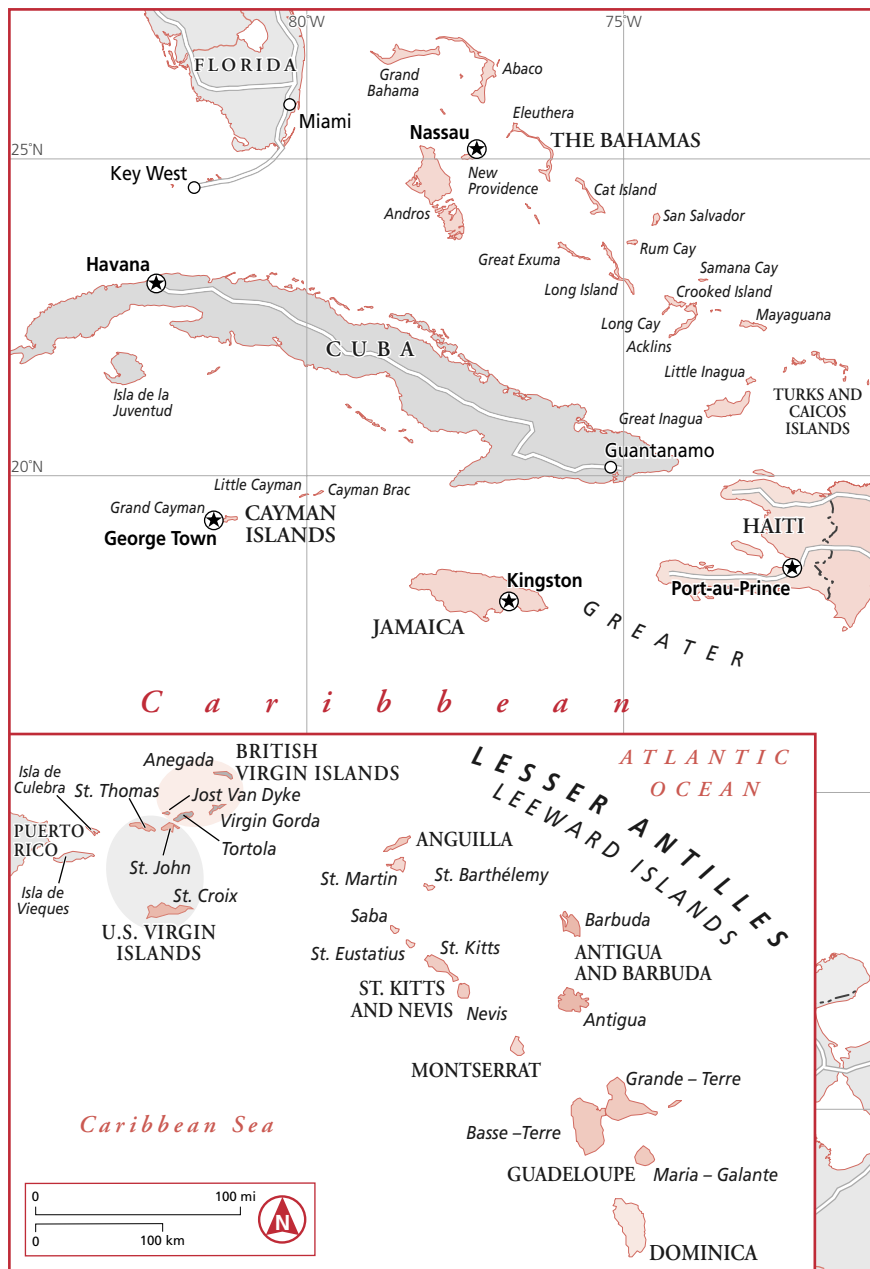 80°W
75°W
FLORIDA
Grand
Bahama
Abaco
Miami
Eleuthera
Nassau
THE BAHAMAS
25°N
Key West
New
Providence
Cat Island
Andros
San Salvador
Rum Cay
Great Exuma
Havana
Samana Cay
Long Island
Crooked Island
Long Cay
Mayaguana
Acklins
CUBA
Little Inagua
Isla de la
Juventud
TURKS AND
CAICOS
ISLANDS
Great Inagua
Guantanamo
20°N
Little Cayman
Cayman Brac
Grand Cayman
CAYMAN
ISLANDS
George Town
HAITI
Kingston
Port-au-Prince
JAMAICA
GREATER
Caribbean
BRITISH
VIRGIN ISLANDS
Anegada
Isla de
Culebra
St. Thomas
Jost Van Dyke
Virgin Gorda
PUERTO
RICO
Tortola
St. John
Isla de
Vieques
St. Croix
U.S. VIRGIN
ISLANDS
LESSER ANTILLES
LEEWARD ISLANDS
ATLANTIC
OCEAN
ANGUILLA
St. Martin
St. Barthélemy
Saba
St. Eustatius
St. Kitts
ST. KITTS
AND NEVIS
Nevis
Barbuda
ANTIGUA
AND BARBUDA
Antigua
MONTSERRAT
Grande – Terre
Basse –Terre
GUADELOUPE
Maria – Galante
DOMINICA
Caribbean Sea
0
100 mi
0
100 km
N